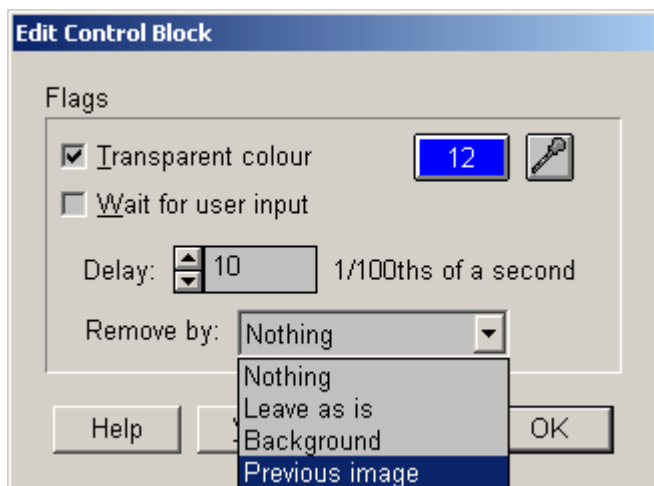 Edit Control Block
Flags
Transparent colour 12
Wait for user input
Delay: 10 1/100ths of a second
Remove by: Nothing
Nothing
Leave as is
Help Background OK
Previous image